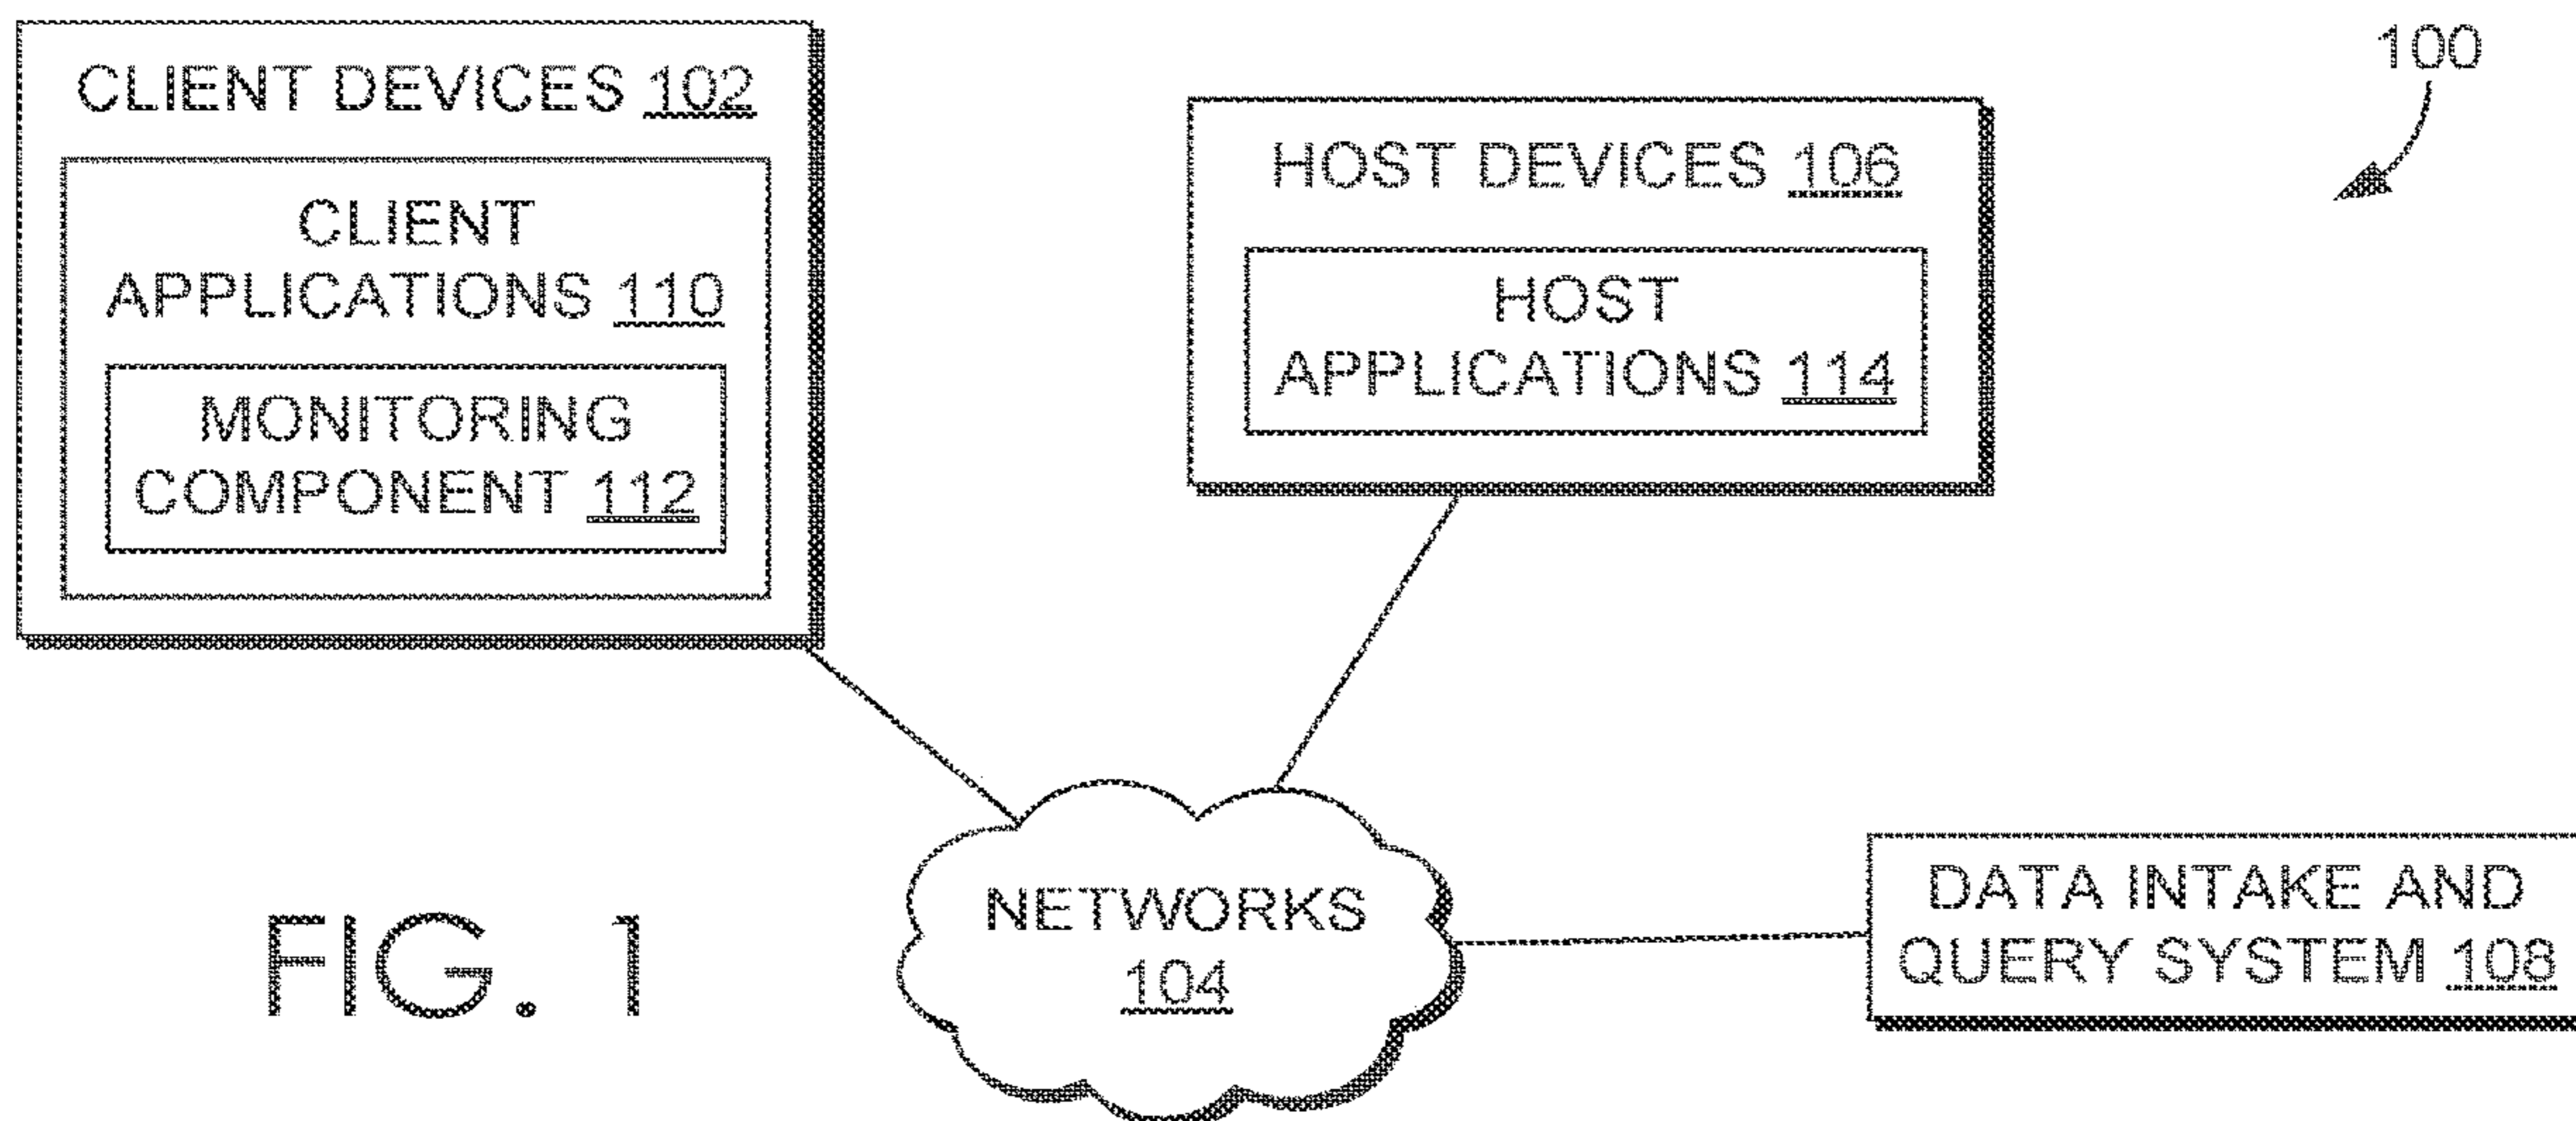 CLIENT DEVICES 102
CLIENT
APPLICATIONS 110
MONITORING
COMPONENT 112
100
HOST DEVICES 106
HOST
APPLICATIONS 114
NETWORKS
104
DATA INTAKE AND
QUERY SYSTEM 108
FIG. 1